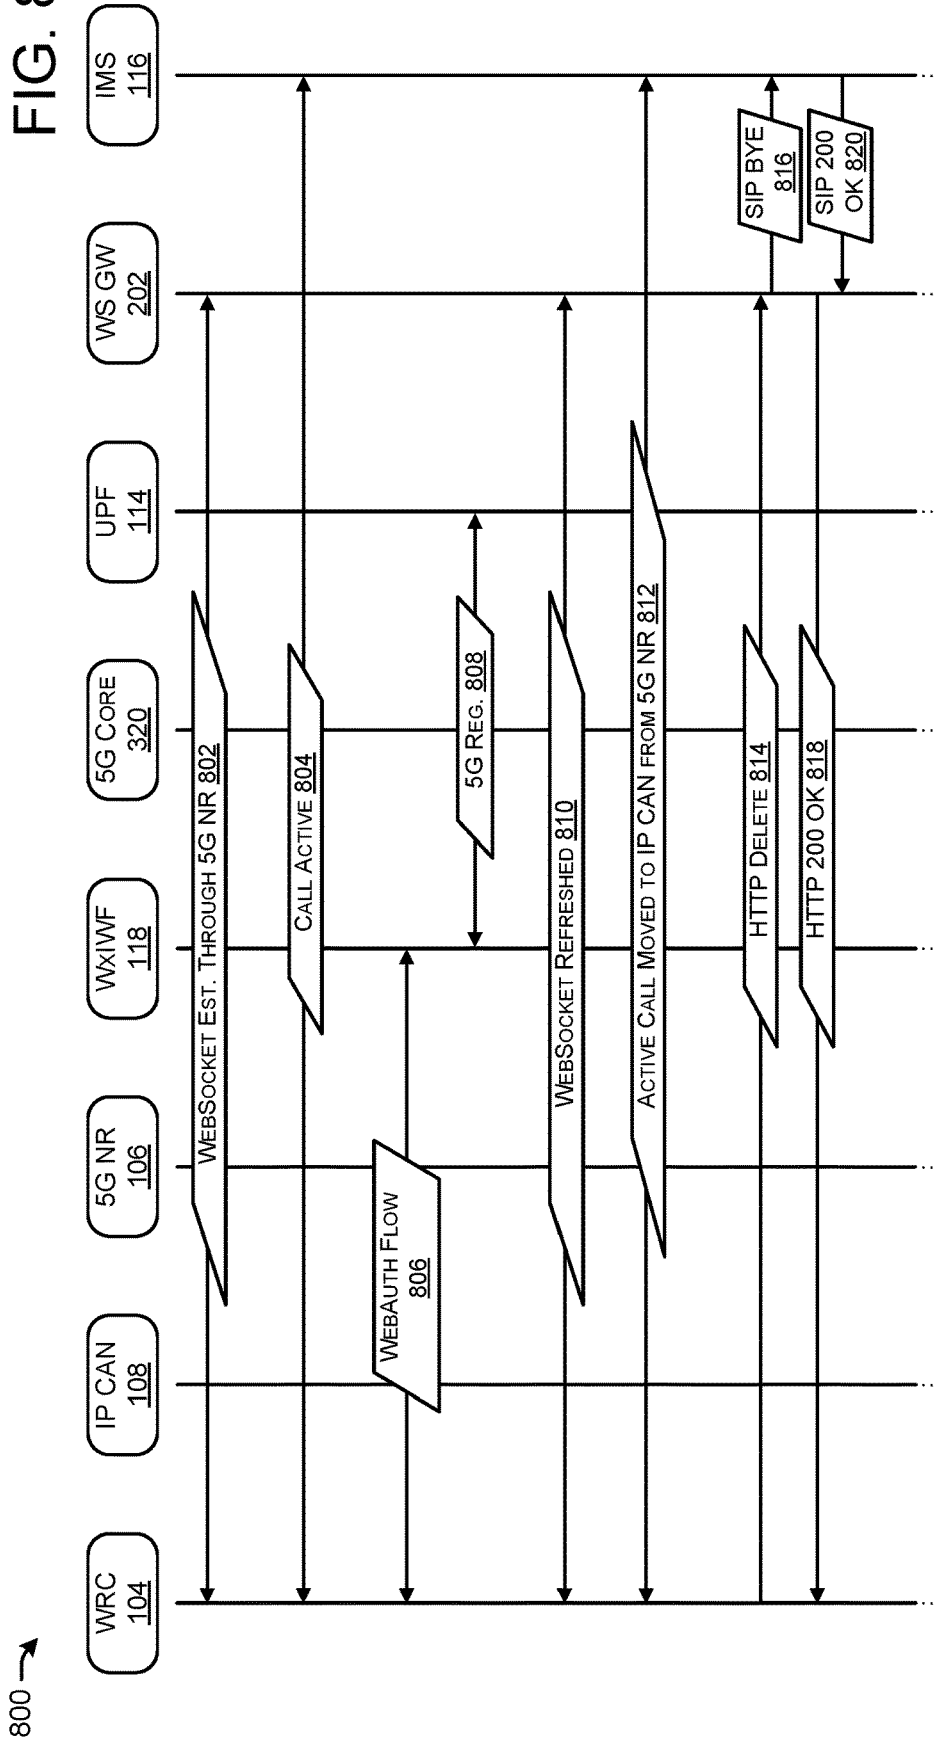 800
FIG. 8
WRC
104
IP CAN
108
5G NR
106
WXIWF
118
5G CORE
320
UPF
114
WS GW
202
IMS
116
WEBSOCKET EST. THROUGH 5G NR 802
CALL ACTIVE 804
WEBAUTH FLOW
806
5G REG. 808
WEBSOCKET REFRESHED 810
ACTIVE CALL MOVED TO IP CAN FROM 5G NR 812
HTTP DELETE 814
SIP BYE
816
HTTP 200 OK 818
SIP 200
OK 820